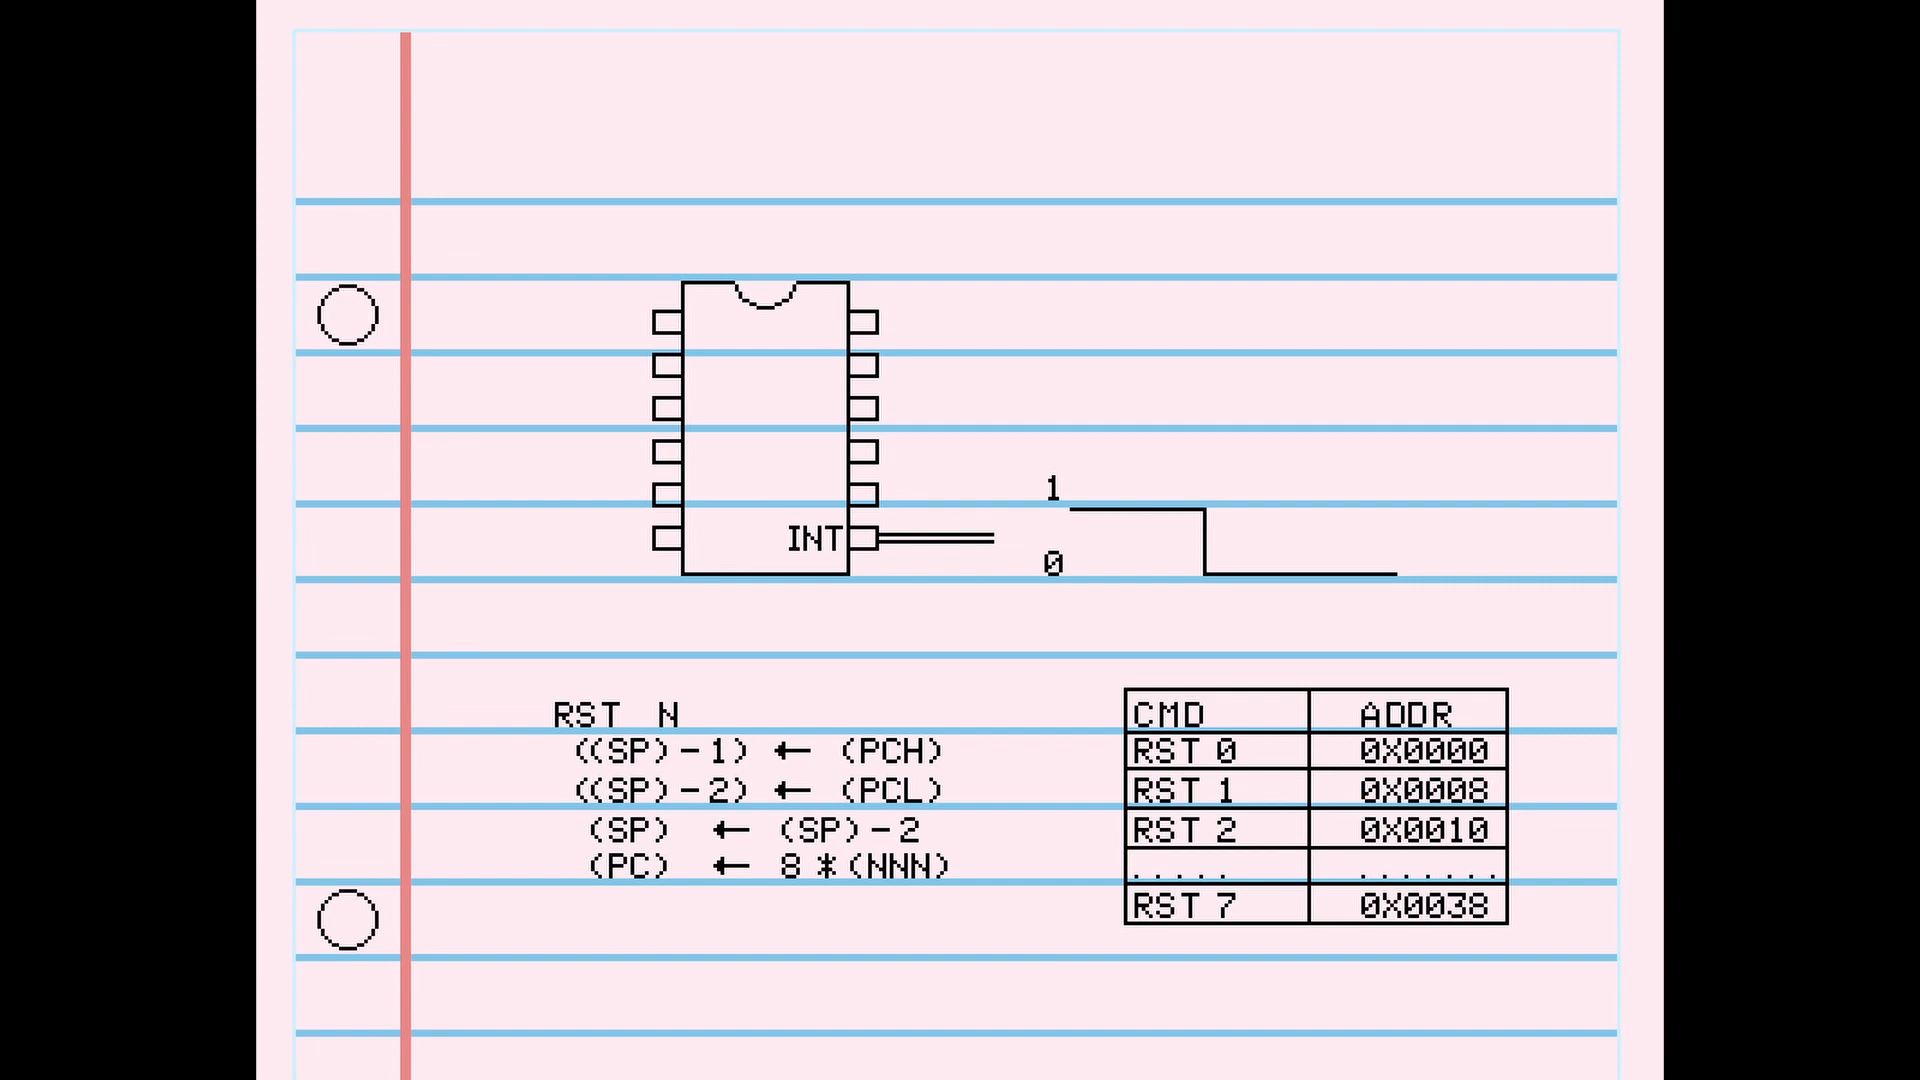 INT
1
0
RST N
((SP)-1) ← (PCH)
((SP)-2) ← (PCL)
(SP) ← (SP)-2
(PC) ← 8*(NNN)
CMD ADDR
RST 0 0X0000
RST 1 0X0008
RST 2 0X0010
..... .......
RST 7 0X0038